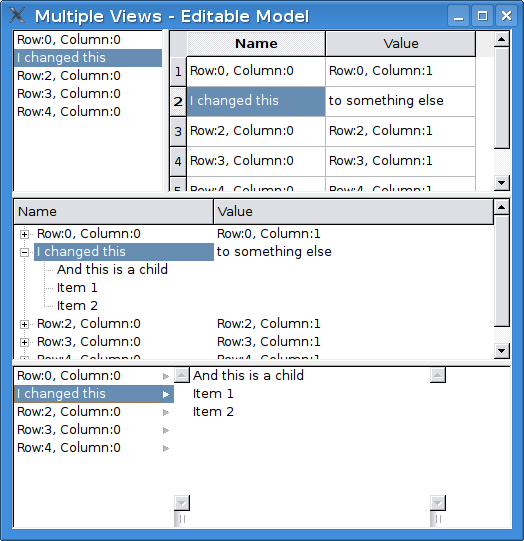 Multiple Views - Editable Model
Row:0, Column:0
I changed this
Row:2, Column:0
Row:3, Column:0
Row:4, Column:0
Name Value
1 Row:0, Column:0 Row:0, Column:1
2 I changed this to something else
3 Row:2, Column:0 Row:2, Column:1
4 Row:3, Column:0 Row:3, Column:1
5 Row:4, Column:0 Row:4, Column:1
Name Value
Row:0, Column:0 Row:0, Column:1
I changed this to something else
And this is a child
Item 1
Item 2
Row:2, Column:0 Row:2, Column:1
Row:3, Column:0 Row:3, Column:1
Row:4, Column:0 Row:4, Column:1
Row:0, Column:0
I changed this
Row:2, Column:0
Row:3, Column:0
Row:4, Column:0
And this is a child
Item 1
Item 2